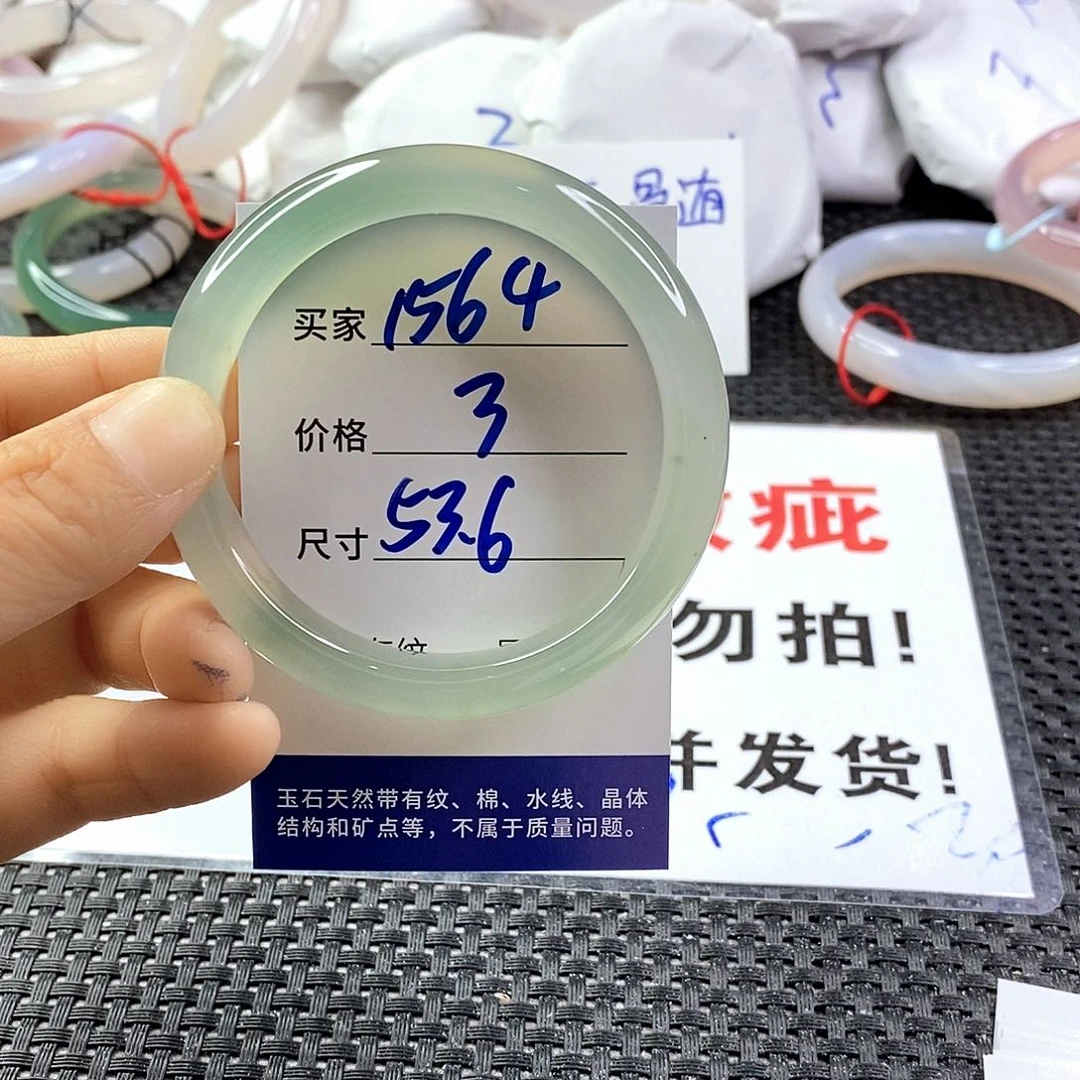 买家 1564
价格 3
尺寸 53.6
玉石天然带有纹、棉、水线、晶体
结构和矿点等，不属于质量问题。
疵
勿拍！
并发货！